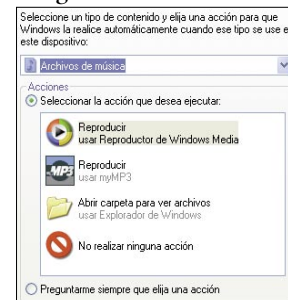 Seleccione un tipo de contenido y elija una acción para que
Windows la realice automáticamente cuando ese tipo se use e
este dispositivo:
Archivos de música
Acciones
Seleccionar la acción que desea ejecutar:
Reproducir
usar Reproductor de Windows Media
MP3
Reproducir
usar myMP3
Abrir carpeta para ver archivos
usar Explorador de Windows
No realizar ninguna acción
Preguntarme siempre que elija una acción